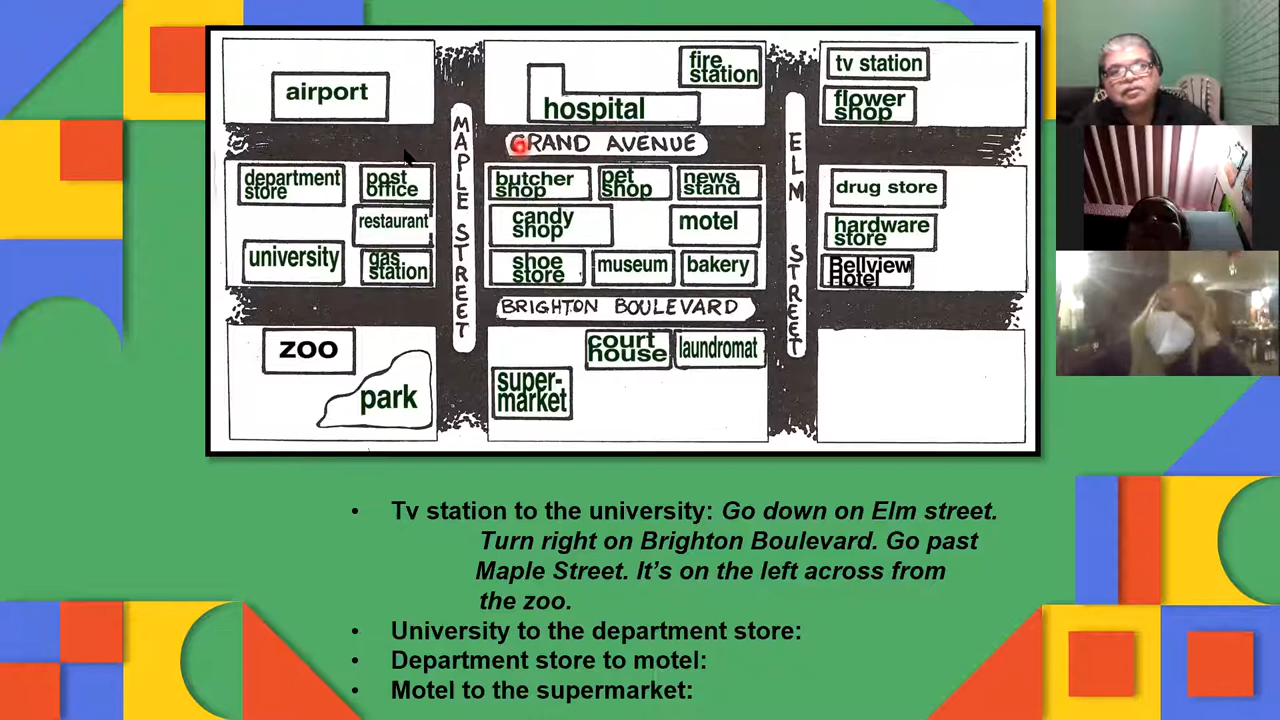 airport
hospital
fire
station
tv station
flower
shop
MAPLE STREET
GRAND AVENUE
ELM STREET
department
store
post
office
butcher
shop
pet
shop
news
stand
drug store
restaurant
candy
shop
motel
hardware
store
university
gas
station
shoe
store
museum
bakery
Bellview
Hotel
BRIGHTON BOULEVARD
zoo
court
house
laundromat
park
super-
market
• Tv station to the university: Go down on Elm street.
Turn right on Brighton Boulevard. Go past
Maple Street. It’s on the left across from
the zoo.
• University to the department store:
• Department store to motel:
• Motel to the supermarket: